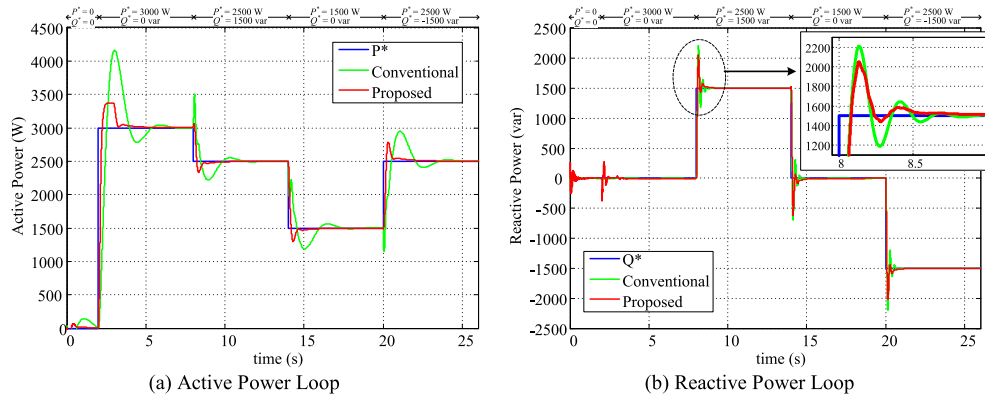 P* = 0 P* = 3000 W P* = 2500 W P* = 1500 W P* = 2500 W
Q* = 0 Q* = 0 var Q* = 1500 var Q* = 0 var Q* = -1500 var
4500
4000
3500
3000
2500
2000
1500
1000
500
0
Active Power (W)
P*
Conventional
Proposed
0 5 10 15 20 25
time (s)
(a) Active Power Loop
P* = 0 P* = 3000 W P* = 2500 W P* = 1500 W P* = 2500 W
Q* = 0 Q* = 0 var Q* = 1500 var Q* = 0 var Q* = -1500 var
2500
2000
1500
1000
500
0
-500
-1000
-1500
-2000
-2500
Reactive Power (var)
2200
2000
1800
1600
1400
1200
8 8.5
Q*
Conventional
Proposed
0 5 10 15 20 25
time (s)
(b) Reactive Power Loop